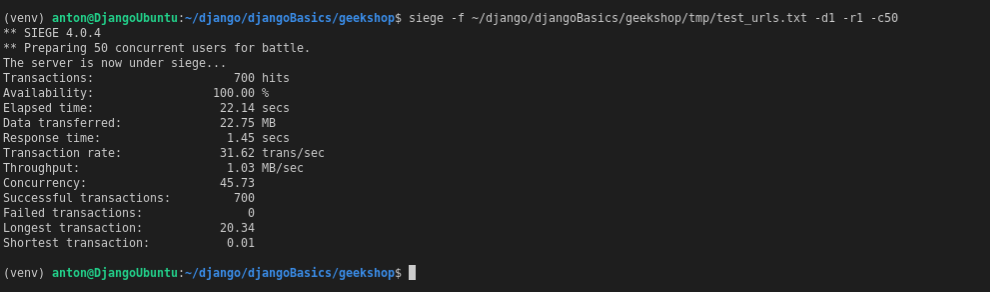 (venv) anton@DjangoUbuntu:~/django/djangoBasics/geekshop$ siege -f ~/django/djangoBasics/geekshop/tmp/test_urls.txt -d1 -r1 -c50
** SIEGE 4.0.4
** Preparing 50 concurrent users for battle.
The server is now under siege...
Transactions: 700 hits
Availability: 100.00 %
Elapsed time: 22.14 secs
Data transferred: 22.75 MB
Response time: 1.45 secs
Transaction rate: 31.62 trans/sec
Throughput: 1.03 MB/sec
Concurrency: 45.73
Successful transactions: 700
Failed transactions: 0
Longest transaction: 20.34
Shortest transaction: 0.01
(venv) anton@DjangoUbuntu:~/django/djangoBasics/geekshop$